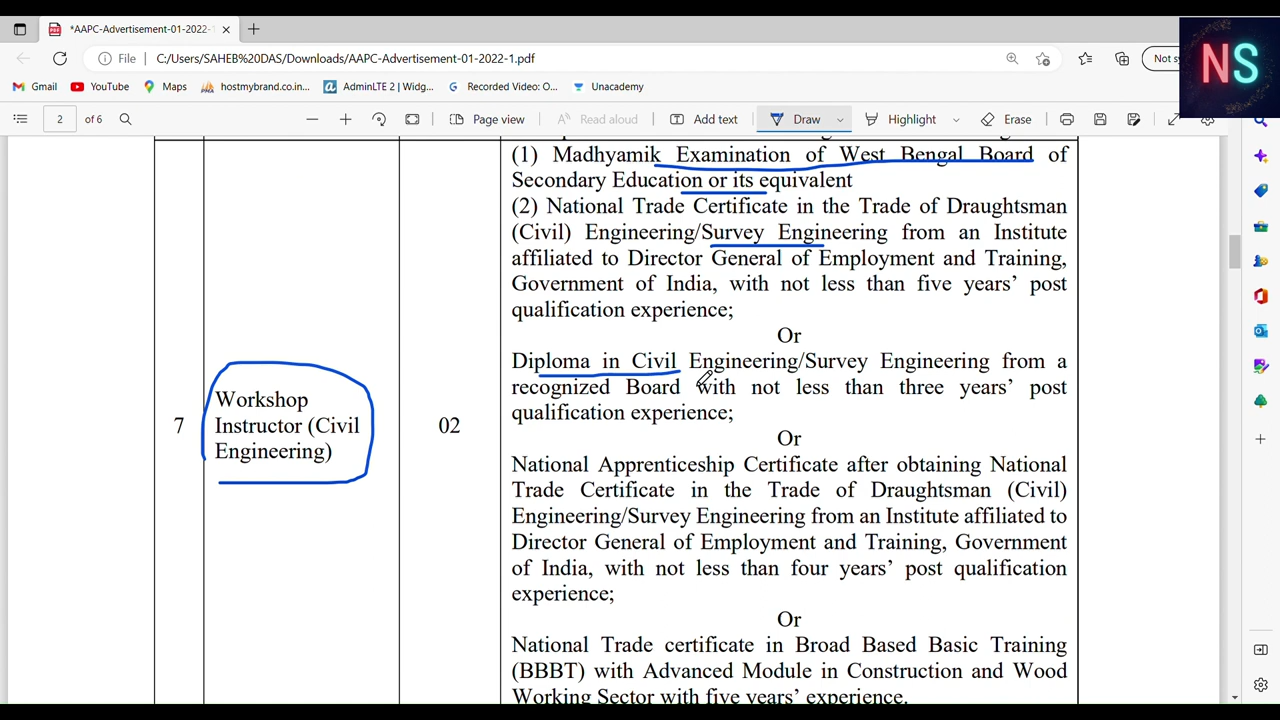 *AAPC-Advertisement-01-2022-
File
C:/Users/SAHEB%20DAS/Downloads/AAPC-Advertisement-01-2022-1.pdf
Not sy
NS
Gmail
YouTube
Maps
hostmybrand.co.in...
AdminLTE 2 | Widg...
Recorded Video: O...
Unacademy
2 of 6
Page view
Read aloud
Add text
Draw
Highlight
Erase
(1) Madhyamik Examination of West Bengal Board of
Secondary Education or its equivalent
(2) National Trade Certificate in the Trade of Draughtsman
(Civil) Engineering/Survey Engineering from an Institute
affiliated to Director General of Employment and Training,
Government of India, with not less than five years’ post
qualification experience;
Or
Diploma in Civil Engineering/Survey Engineering from a
recognized Board with not less than three years’ post
qualification experience;
Or
7
Workshop
Instructor (Civil
Engineering)
02
National Apprenticeship Certificate after obtaining National
Trade Certificate in the Trade of Draughtsman (Civil)
Engineering/Survey Engineering from an Institute affiliated to
Director General of Employment and Training, Government
of India, with not less than four years’ post qualification
experience;
Or
National Trade certificate in Broad Based Basic Training
(BBBT) with Advanced Module in Construction and Wood
Working Sector with five years’ experience.